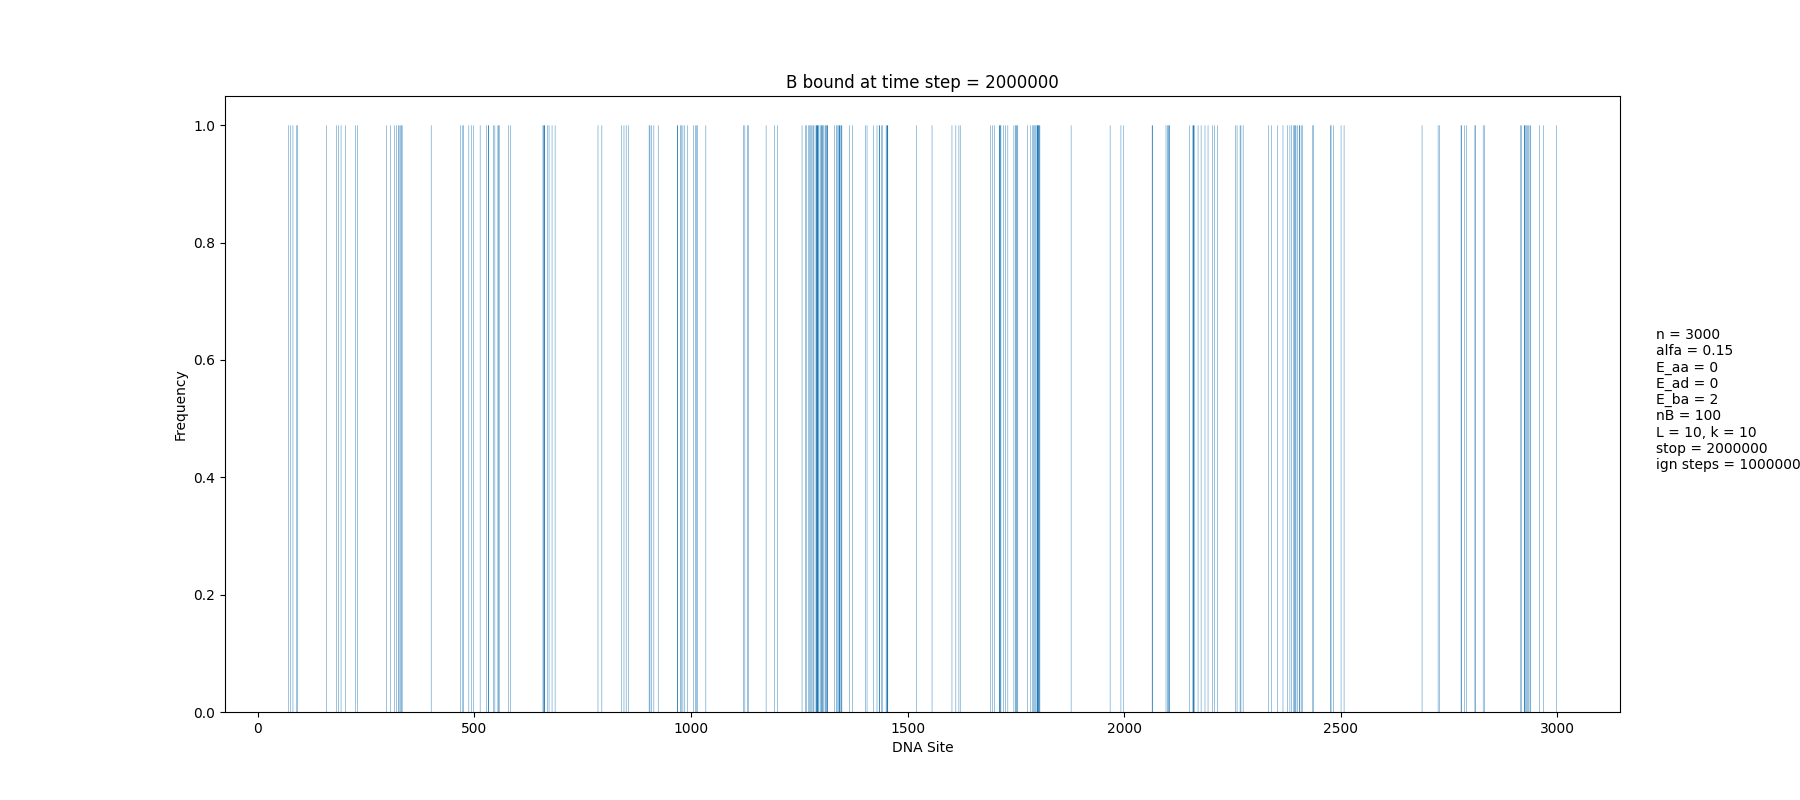 B bound at time step = 2000000
1.0
0.8
0.6
0.4
0.2
0.0
Frequency
0 500 1000 1500 2000 2500 3000
DNA Site
n = 3000
alfa = 0.15
E_aa = 0
E_ad = 0
E_ba = 2
nB = 100
L = 10, k = 10
stop = 2000000
ign steps = 1000000